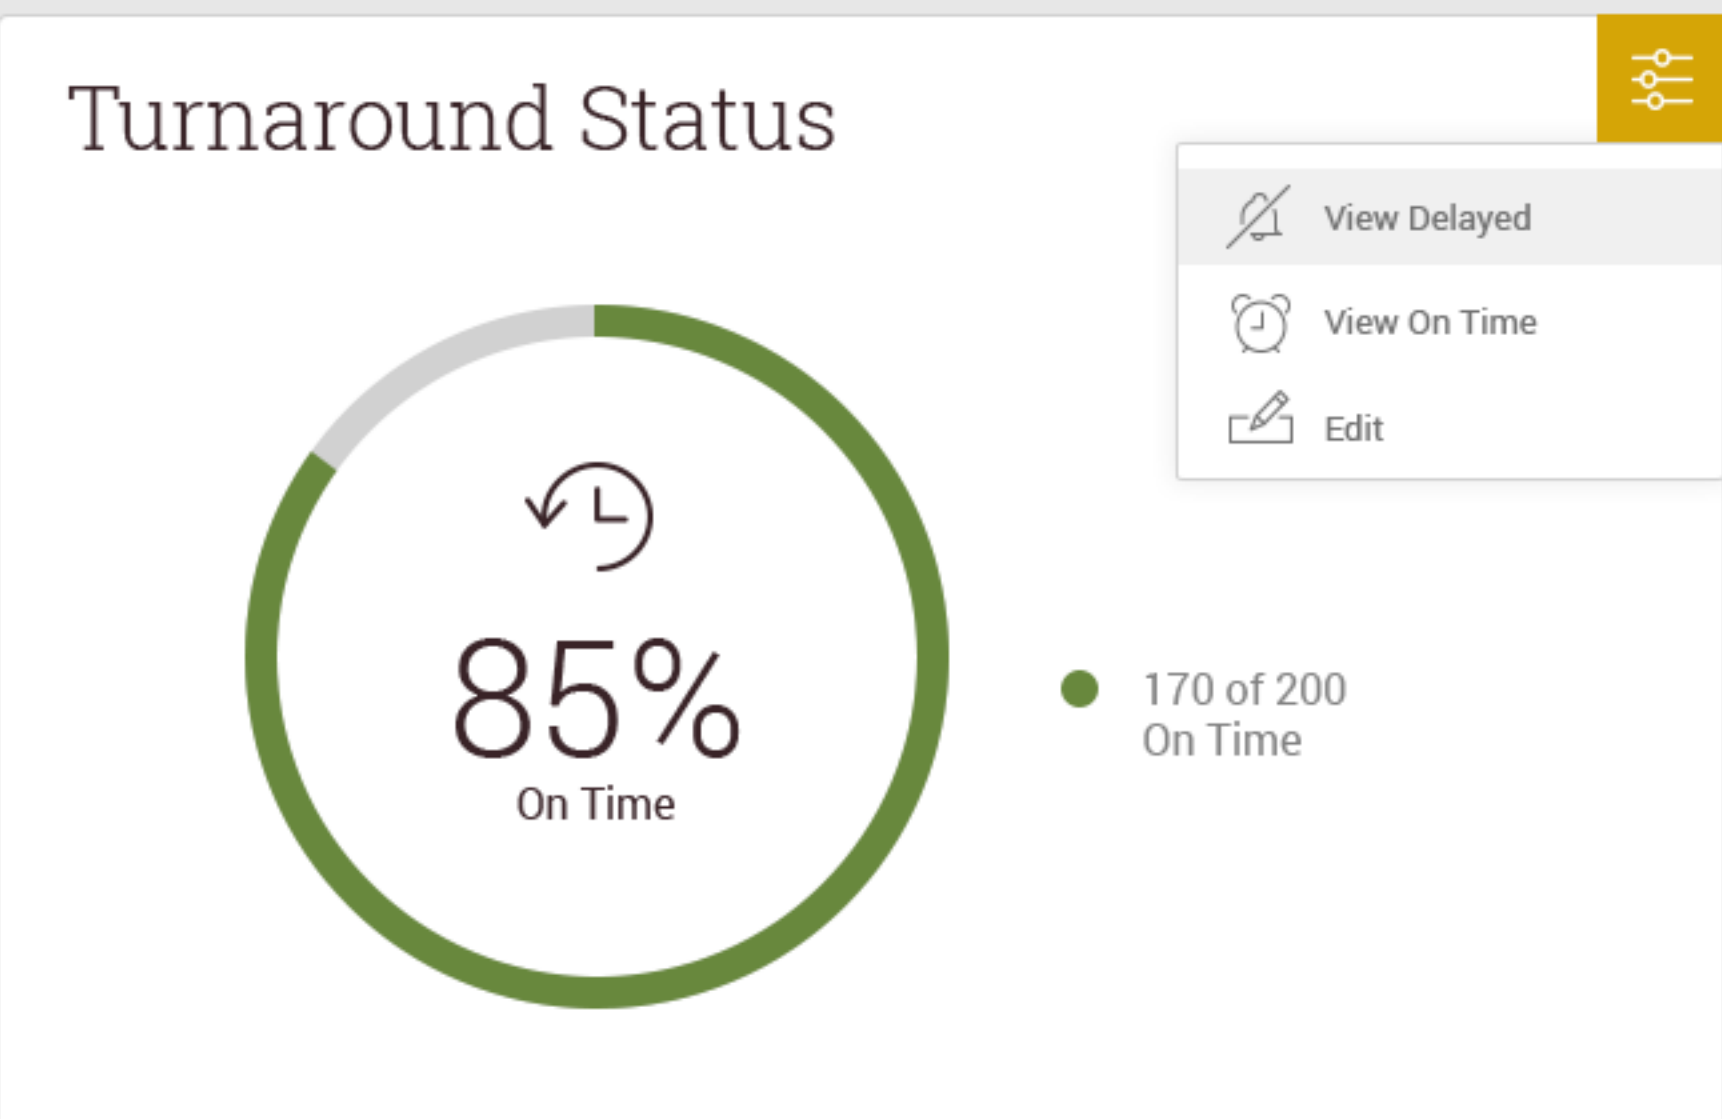 Turnaround Status
View Delayed
View On Time
Edit
85%
On Time
170 of 200
On Time